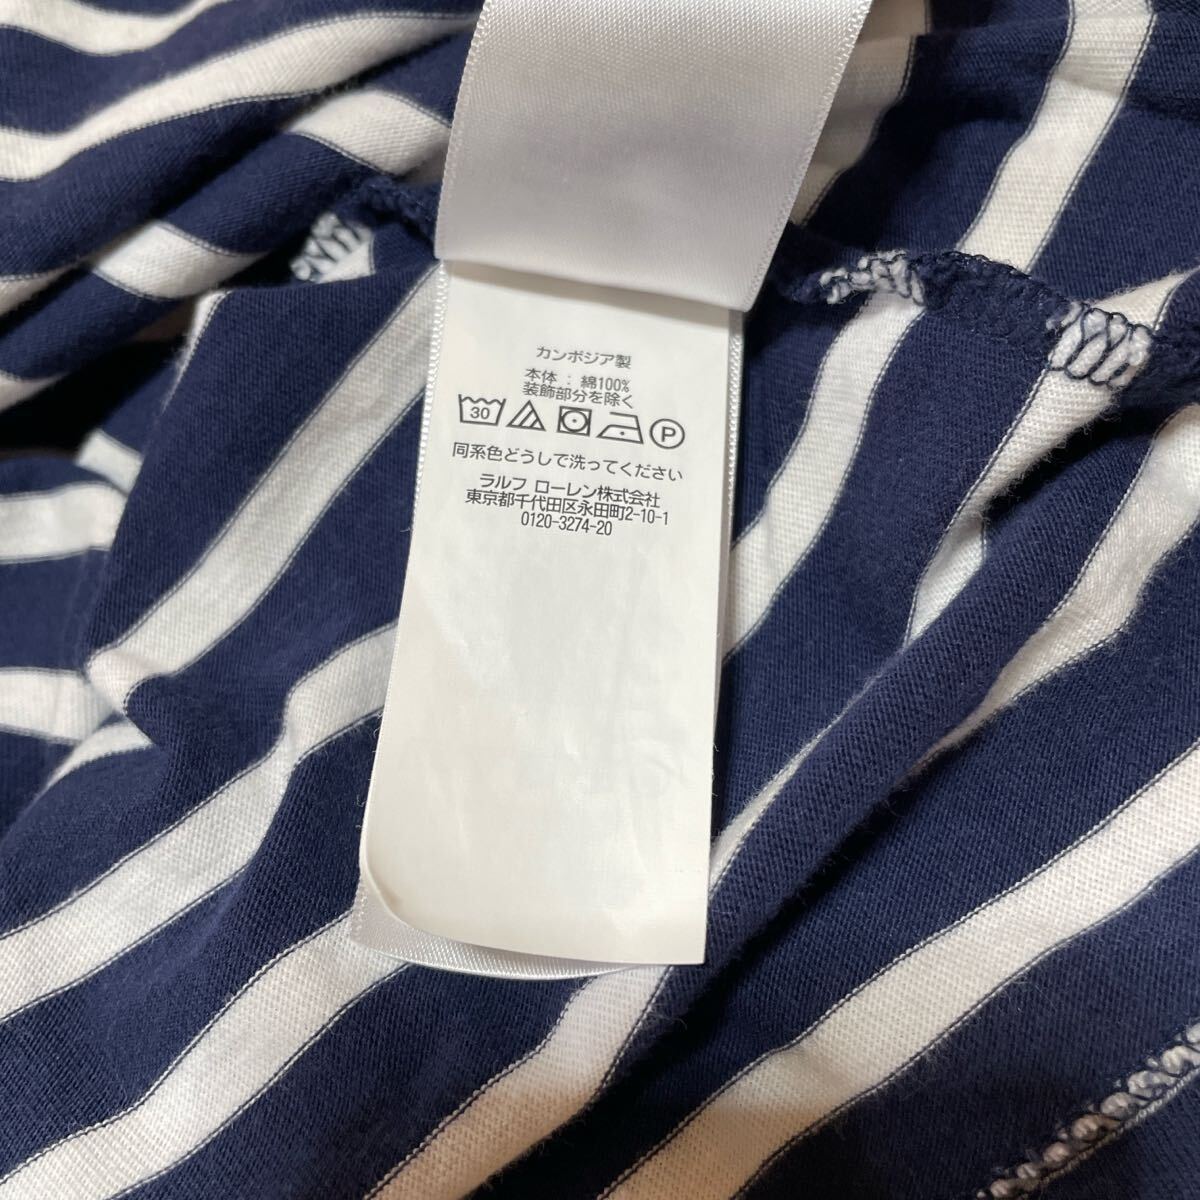 カンボジア製
本体 : 綿100%
装飾部分を除く
30 P
同系色どうしで洗ってください
ラルフ ローレン株式会社
東京都千代田区永田町2-10-1
0120-3274-20